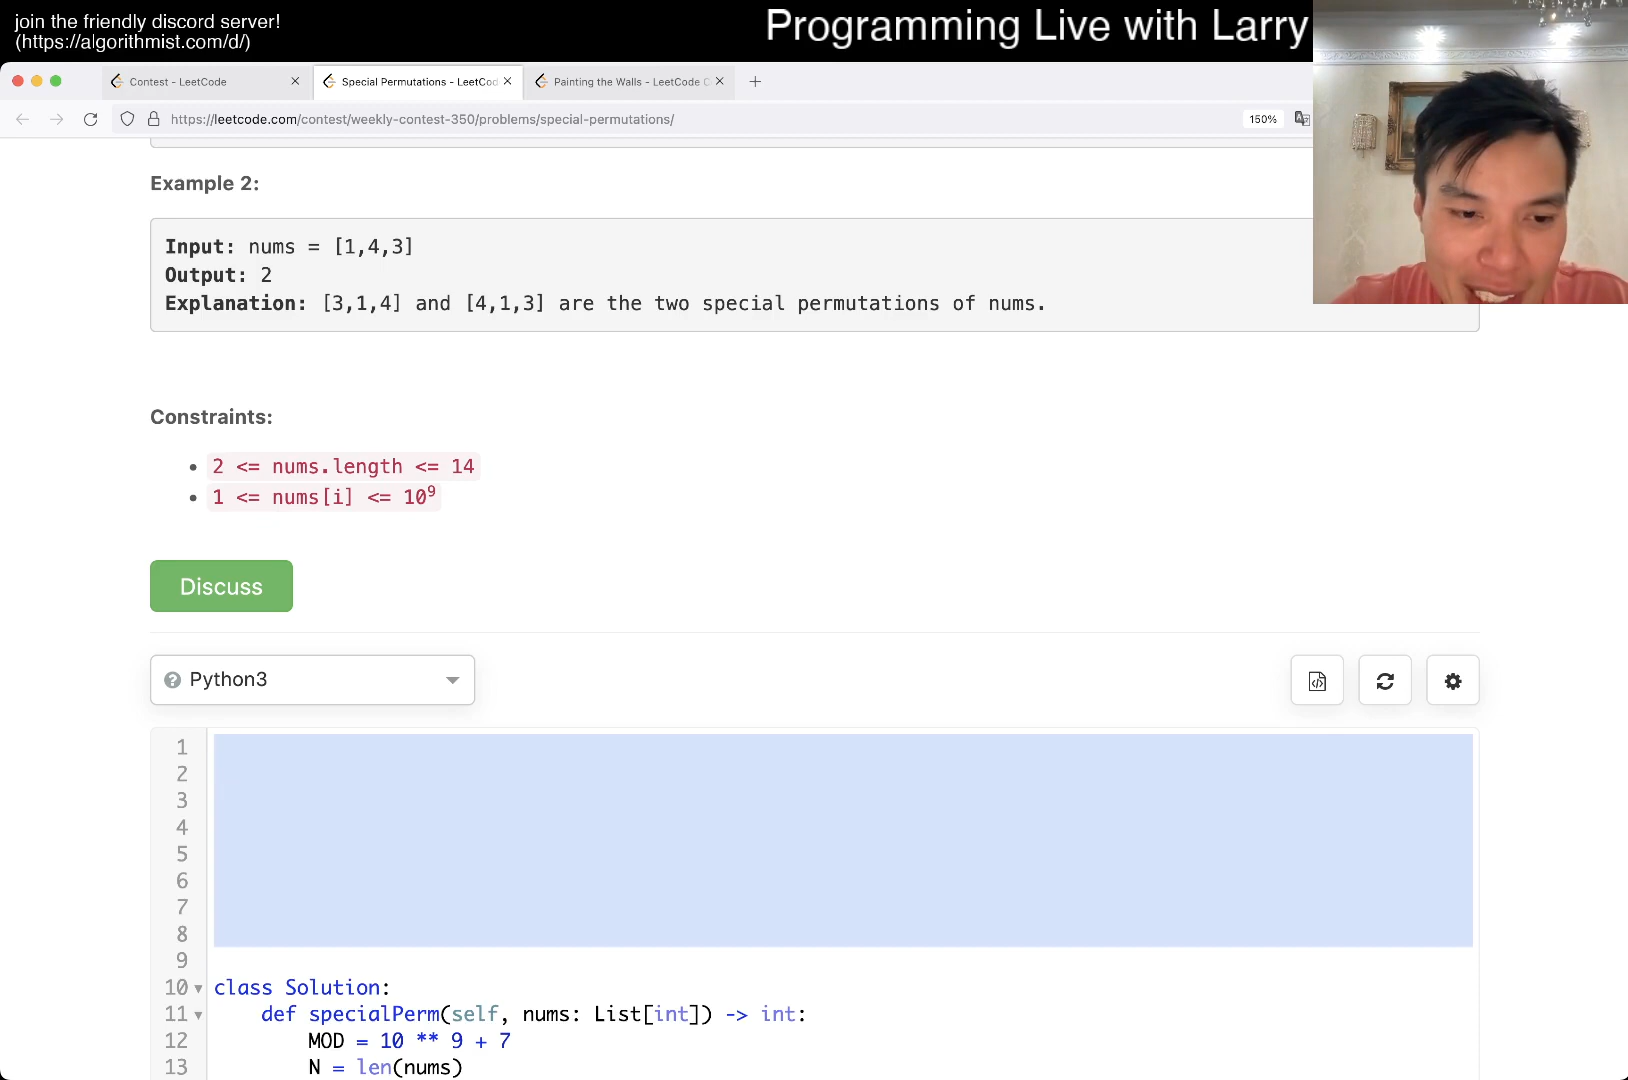 join the friendly discord server!
(https://algorithmist.com/d/)
Programming Live with Larry
Contest - LeetCode
Special Permutations - LeetCod
Painting the Walls - LeetCode C
https://leetcode.com/contest/weekly-contest-350/problems/special-permutations/
150%
Example 2:
Input: nums = [1,4,3]
Output: 2
Explanation: [3,1,4] and [4,1,3] are the two special permutations of nums.
Constraints:
2 <= nums.length <= 14
1 <= nums[i] <= 10⁹
Discuss
Python3
1
2
3
4
5
6
7
8
9
10 class Solution:
11 def specialPerm(self, nums: List[int]) -> int:
12 MOD = 10 ** 9 + 7
13 N = len(nums)